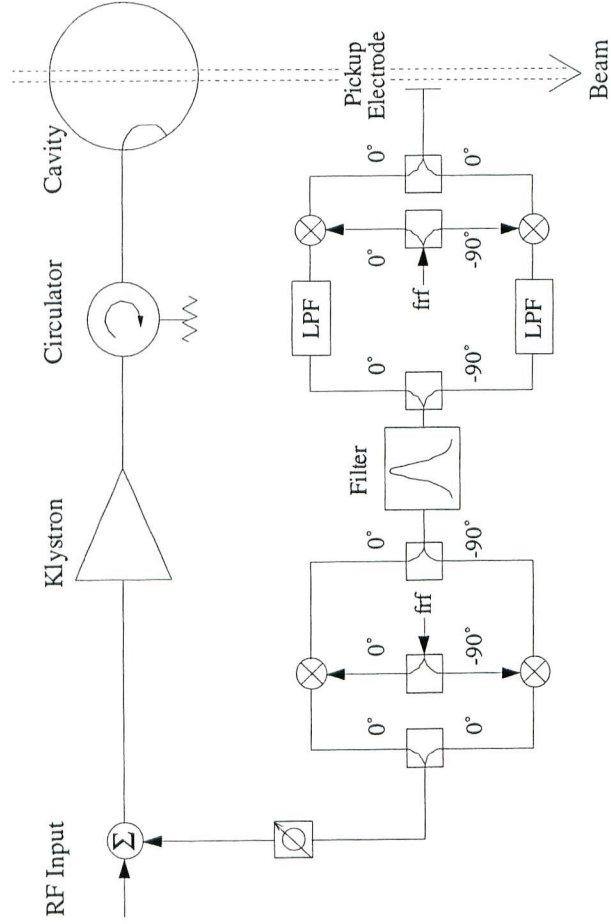 RF Input
Σ
Klystron
Circulator
Cavity
Pickup
Electrode
Beam
Filter
0°
0°
0°
0°
0°
0°
frf
frf
LPF
LPF
0°
-90°
-90°
-90°
-90°
0°